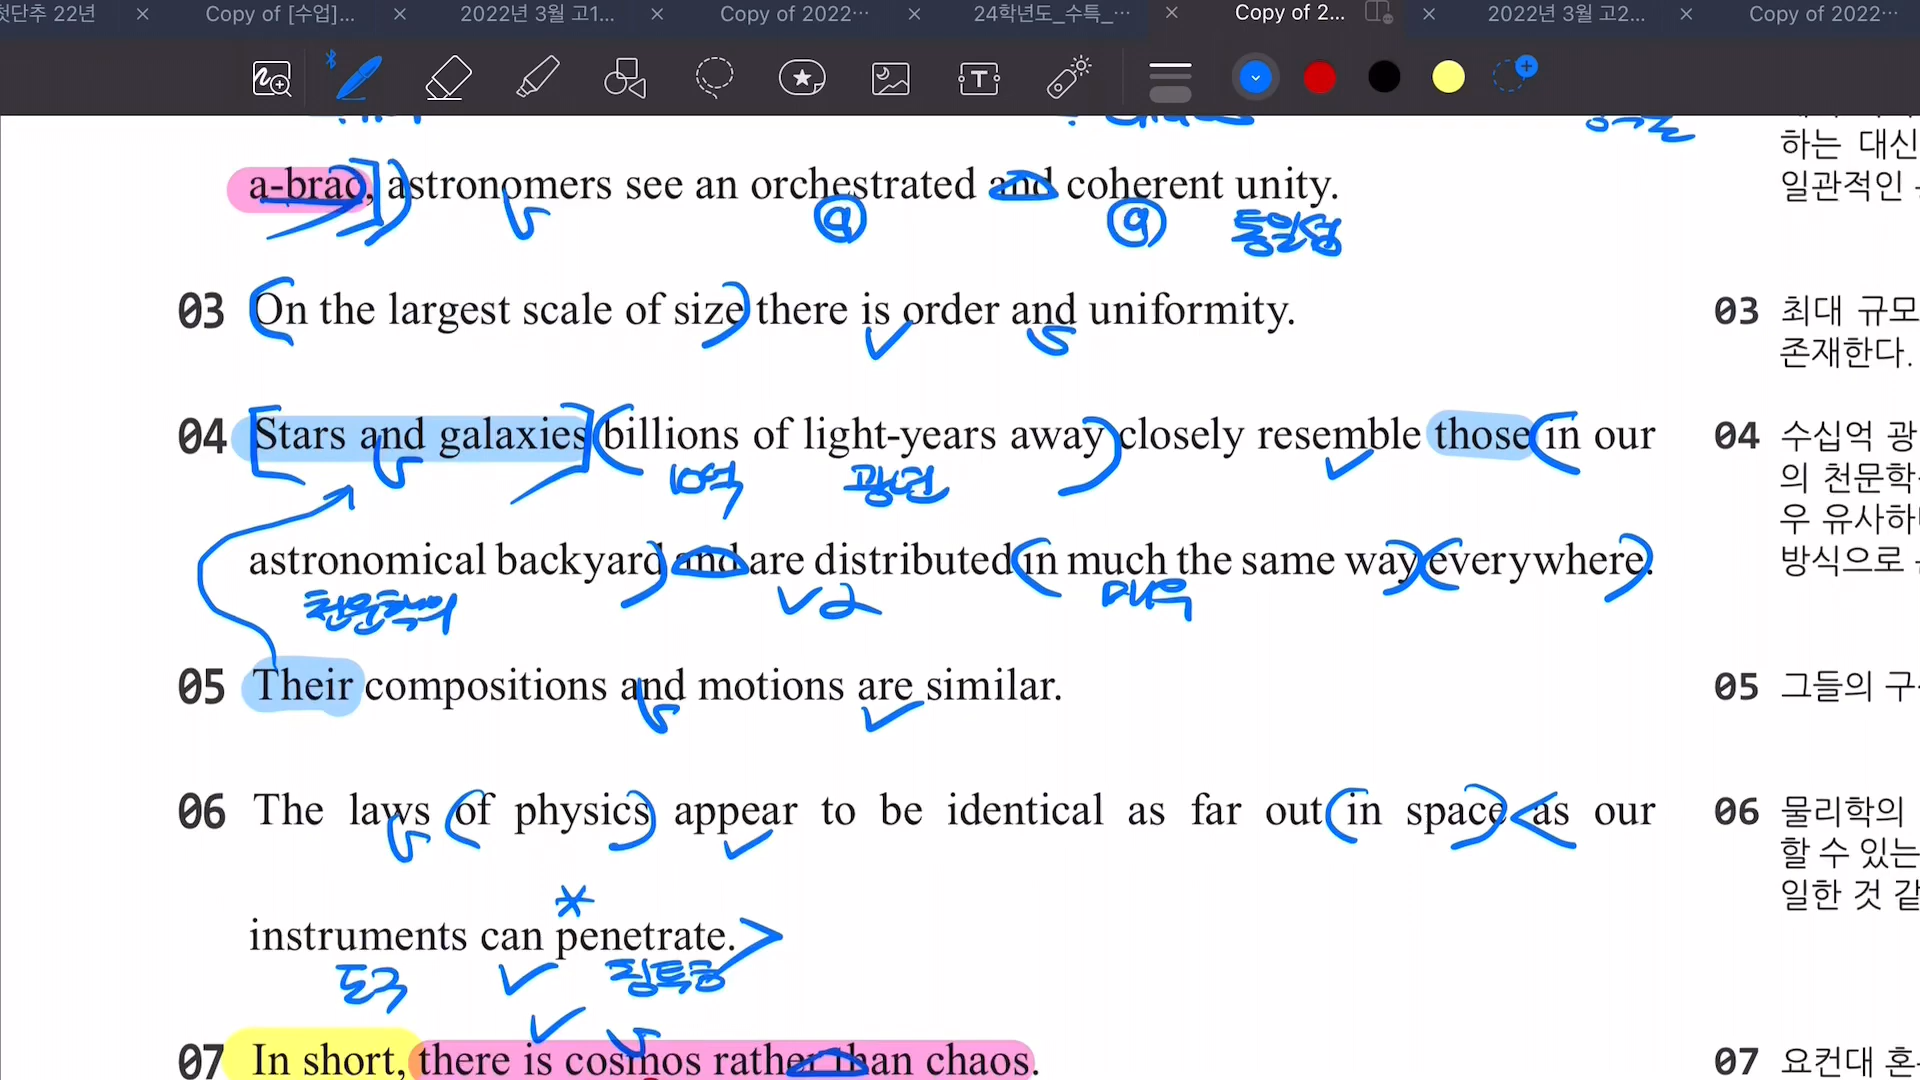 첫단추 22년
Copy of [수업]...
2022년 3월 고1...
Copy of 2022...
24학년도_수특_...
Copy of 2...
2022년 3월 고2...
Copy of 2022...
a-brac, astronomers see an orchestrated and coherent unity.
ⓐ ⓐ 통일성
03 On the largest scale of size there is order and uniformity.
s
04 Stars and galaxies billions of light-years away closely resemble those in our
s 10억 광년
astronomical backyard and are distributed in much the same way everywhere.
천문학의 2 매우
05 Their compositions and motions are similar.
s
06 The laws of physics appear to be identical as far out in space as our
s
instruments can penetrate.
도구 침투
07 In short, there is cosmos rather than chaos.
하는 대신
일관적인
03 최대 규모
존재한다.
04 수십억 광
의 천문학
우 유사하
방식으로
05 그들의 구
06 물리학의
할 수 있는
일한 것 같
07 요컨대 혼